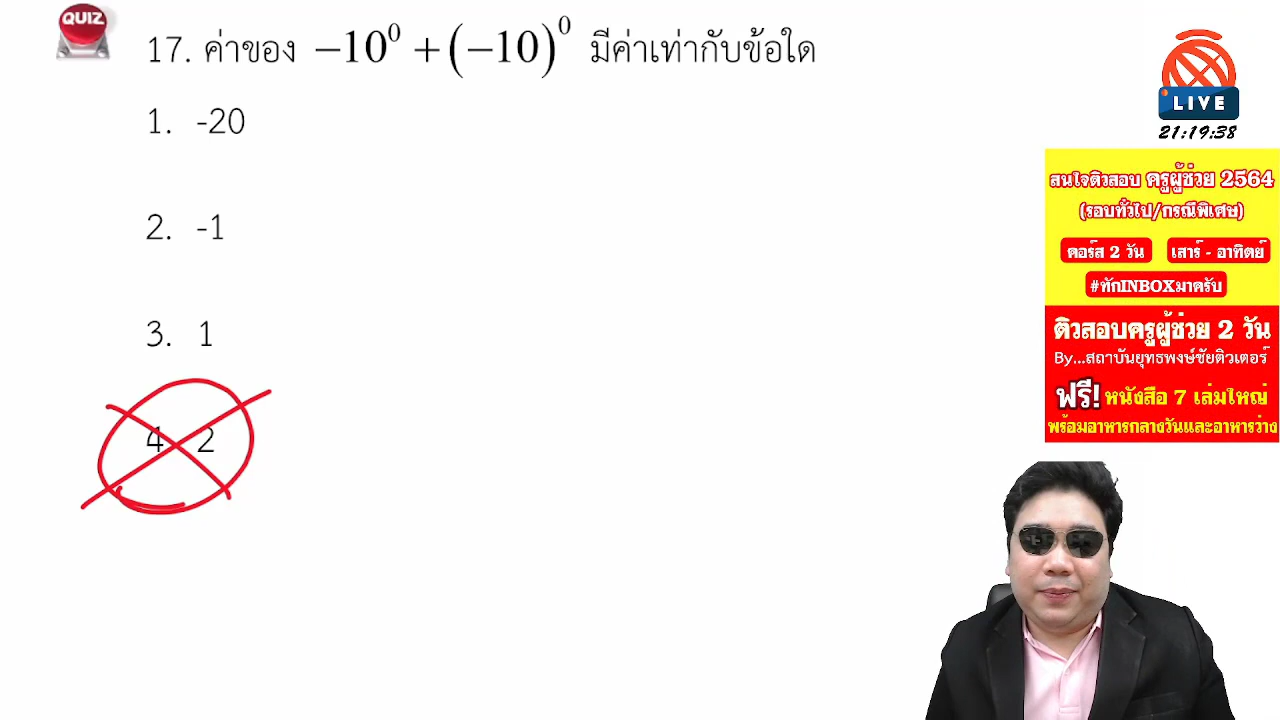 QUIZ
17. ค่าของ −10⁰ + (−10)⁰ มีค่าเท่ากับข้อใด
1. -20
2. -1
3. 1
4 2
LIVE
21:19:38
สนใจติวสอบ ครูผู้ช่วย 2564
(รอบทั่วไป/กรณีพิเศษ)
คอร์ส 2 วัน เสาร์ - อาทิตย์
#ทักINBOXมาครับ
ติวสอบครูผู้ช่วย 2 วัน
By...สถาบันยุทธพงษ์ชัยติวเตอร์
ฟรี! หนังสือ 7 เล่มใหญ่
พร้อมอาหารกลางวันและอาหารว่าง